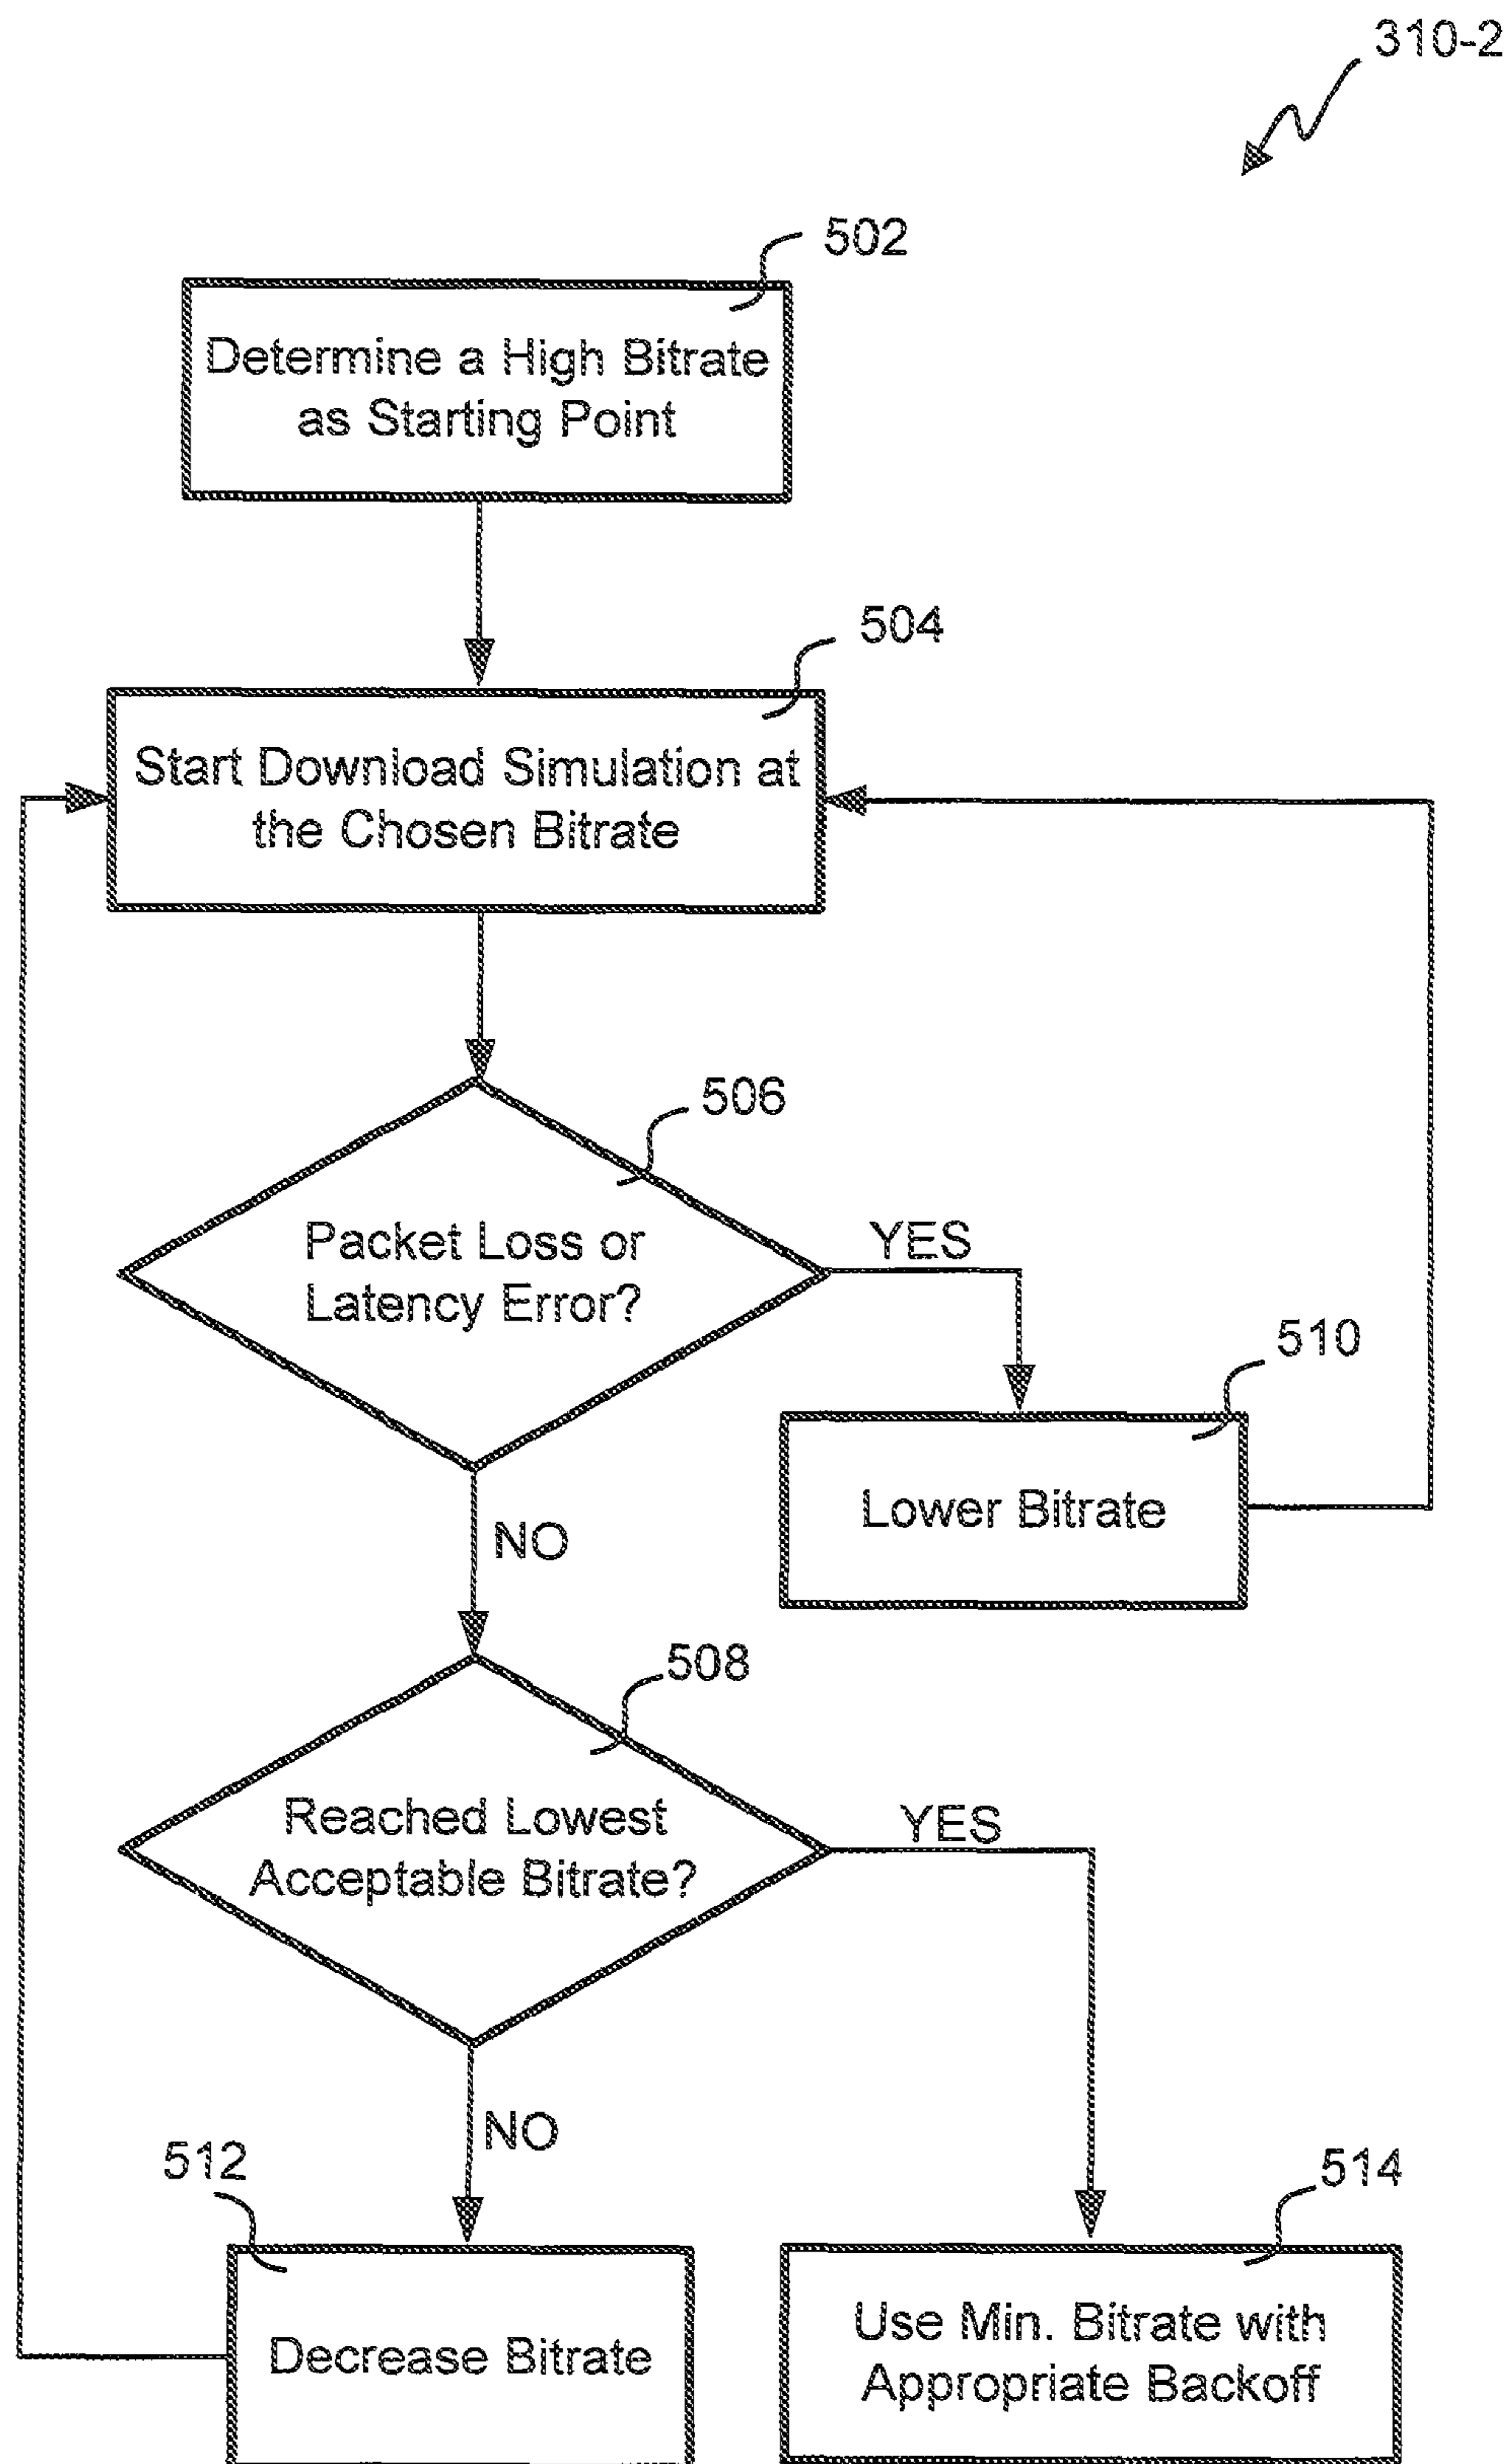 310-2
502
Determine a High Bitrate
as Starting Point
504
Start Download Simulation at
the Chosen Bitrate
506
Packet Loss or
Latency Error?
YES
510
Lower Bitrate
NO
508
Reached Lowest
Acceptable Bitrate?
YES
NO
512
Decrease Bitrate
514
Use Min. Bitrate with
Appropriate Backoff